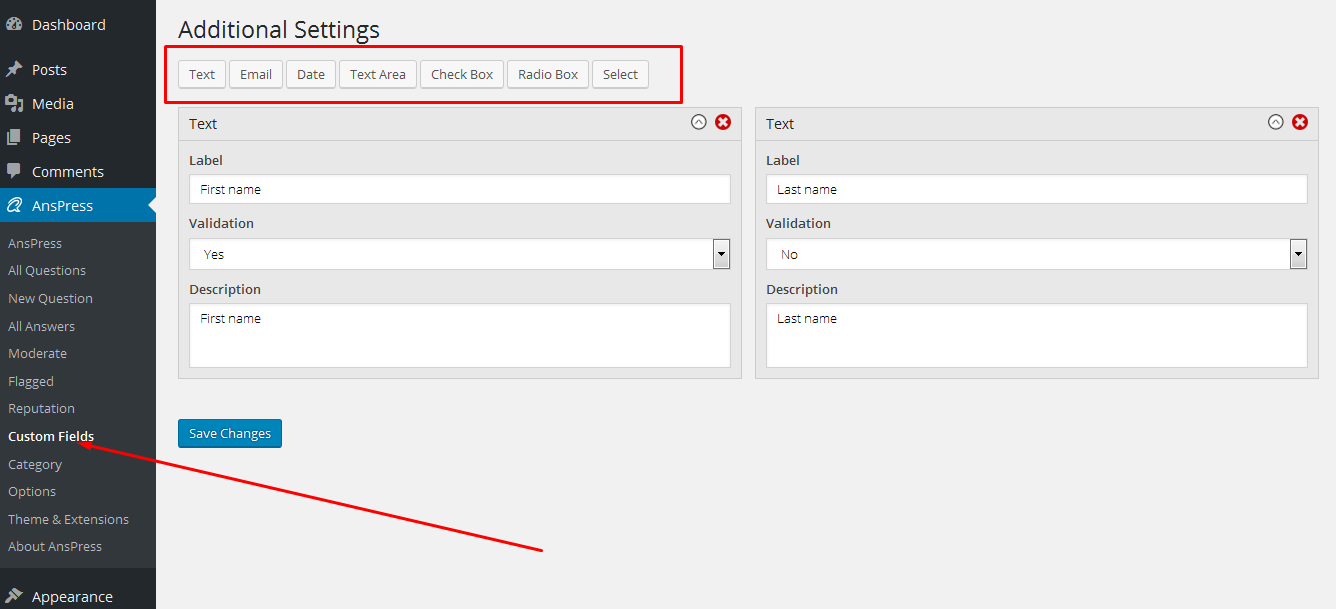 Dashboard
Posts
Media
Pages
Comments
AnsPress
AnsPress
All Questions
New Question
All Answers
Moderate
Flagged
Reputation
Custom Fields
Category
Options
Theme & Extensions
About AnsPress
Appearance
Additional Settings
Text Email Date Text Area Check Box Radio Box Select
Text
Label
First name
Validation
Yes
Description
First name
Text
Label
Last name
Validation
No
Description
Last name
Save Changes